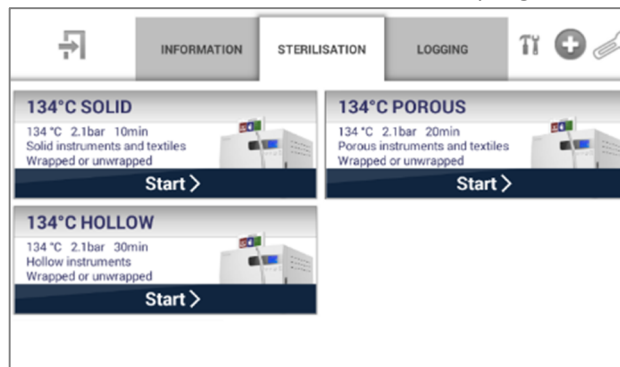 INFORMATION
STERILISATION
LOGGING
134°C SOLID
134 °C 2.1bar 10min
Solid instruments and textiles
Wrapped or unwrapped
Start
134°C POROUS
134 °C 2.1bar 20min
Porous instruments and textiles
Wrapped or unwrapped
Start
134°C HOLLOW
134 °C 2.1bar 30min
Hollow instruments
Wrapped or unwrapped
Start